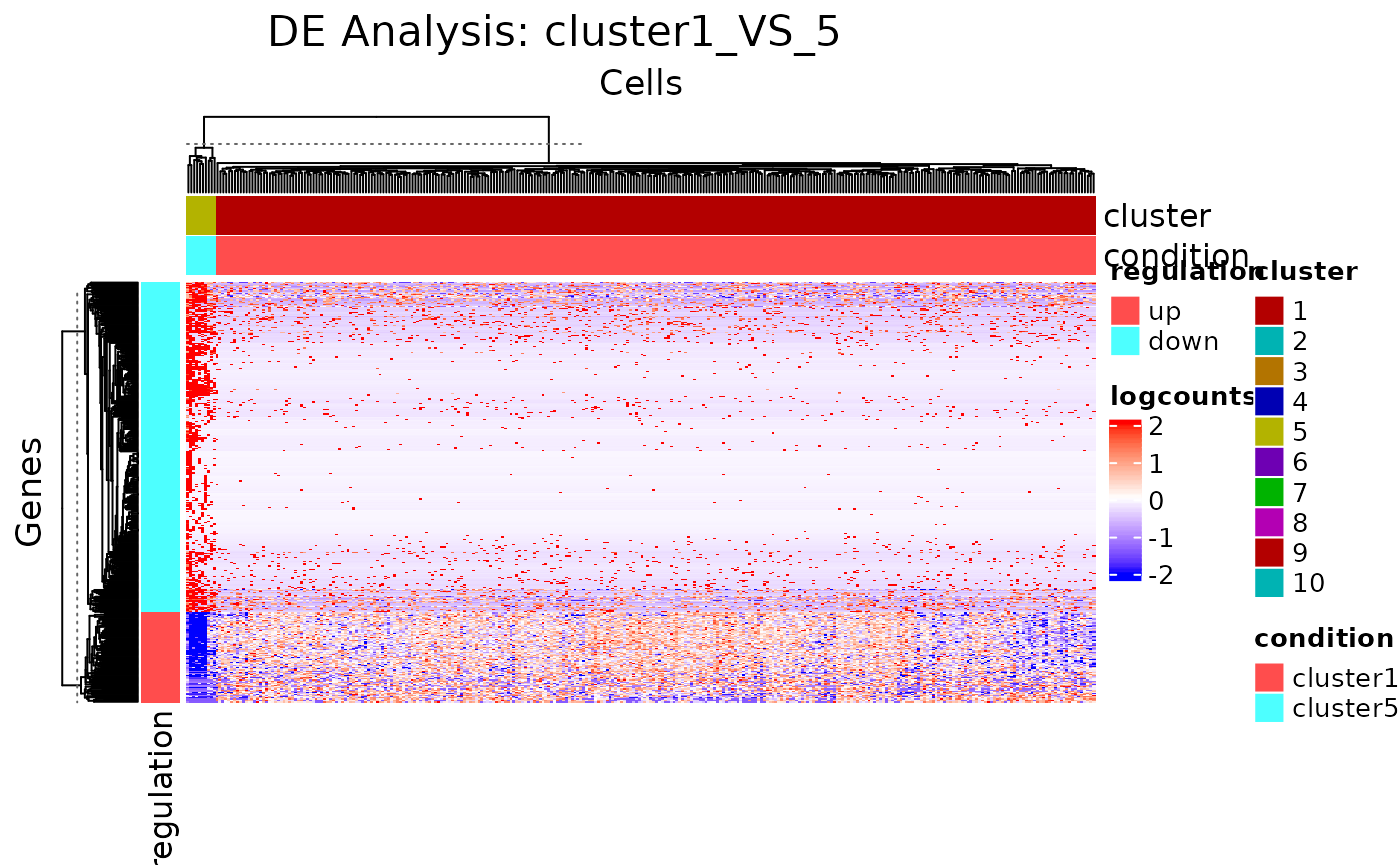 DE Analysis: cluster1_VS_5
Cells
cluster
condition
Genes
regulation
regulation
up
down
logcounts
2
1
0
-1
-2
cluster
1
2
3
4
5
6
7
8
9
10
condition
cluster1
cluster5